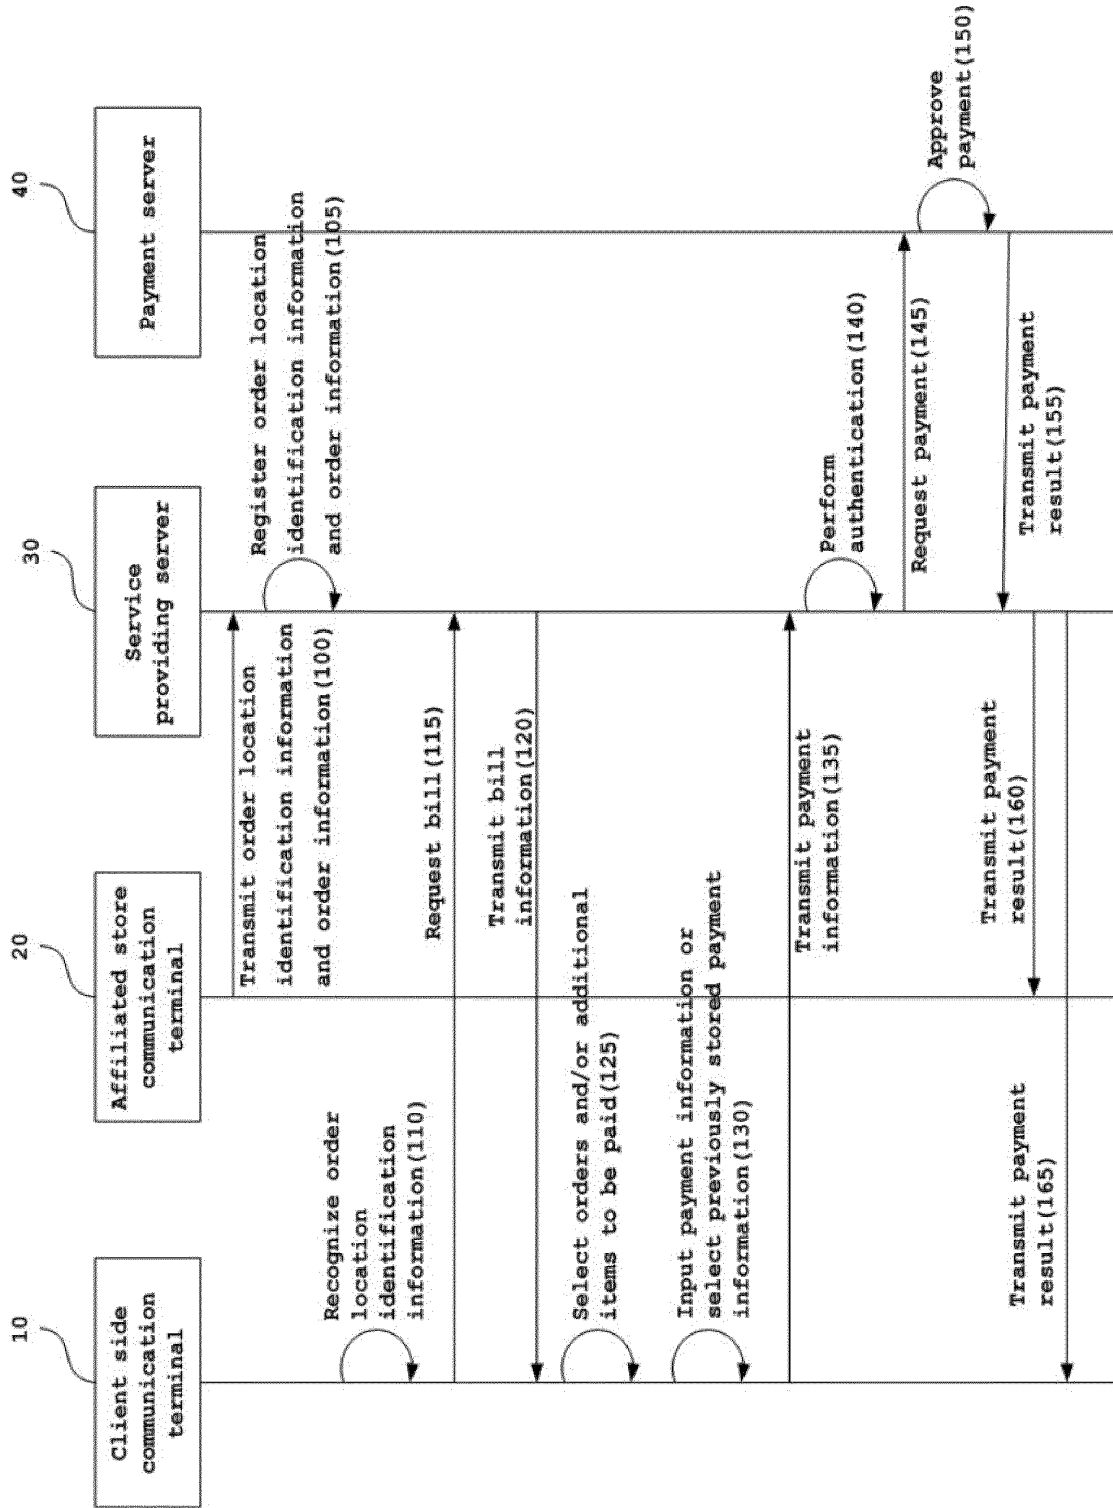 10
Client side
communication
terminal
20
Affiliated store
communication
terminal
30
Service
providing server
40
Payment server
Transmit order location
identification information
and order information(100)
Register order location
identification information
and order information(105)
Recognize order
location
identification
information(110)
Request bill(115)
Transmit bill
information(120)
Select orders and/or additional
items to be paid(125)
Input payment information or
select previously stored payment
information(130)
Transmit payment
information(135)
Perform
authentication(140)
Request payment(145)
Approve
payment(150)
Transmit payment
result(155)
Transmit payment
result(160)
Transmit payment
result(165)